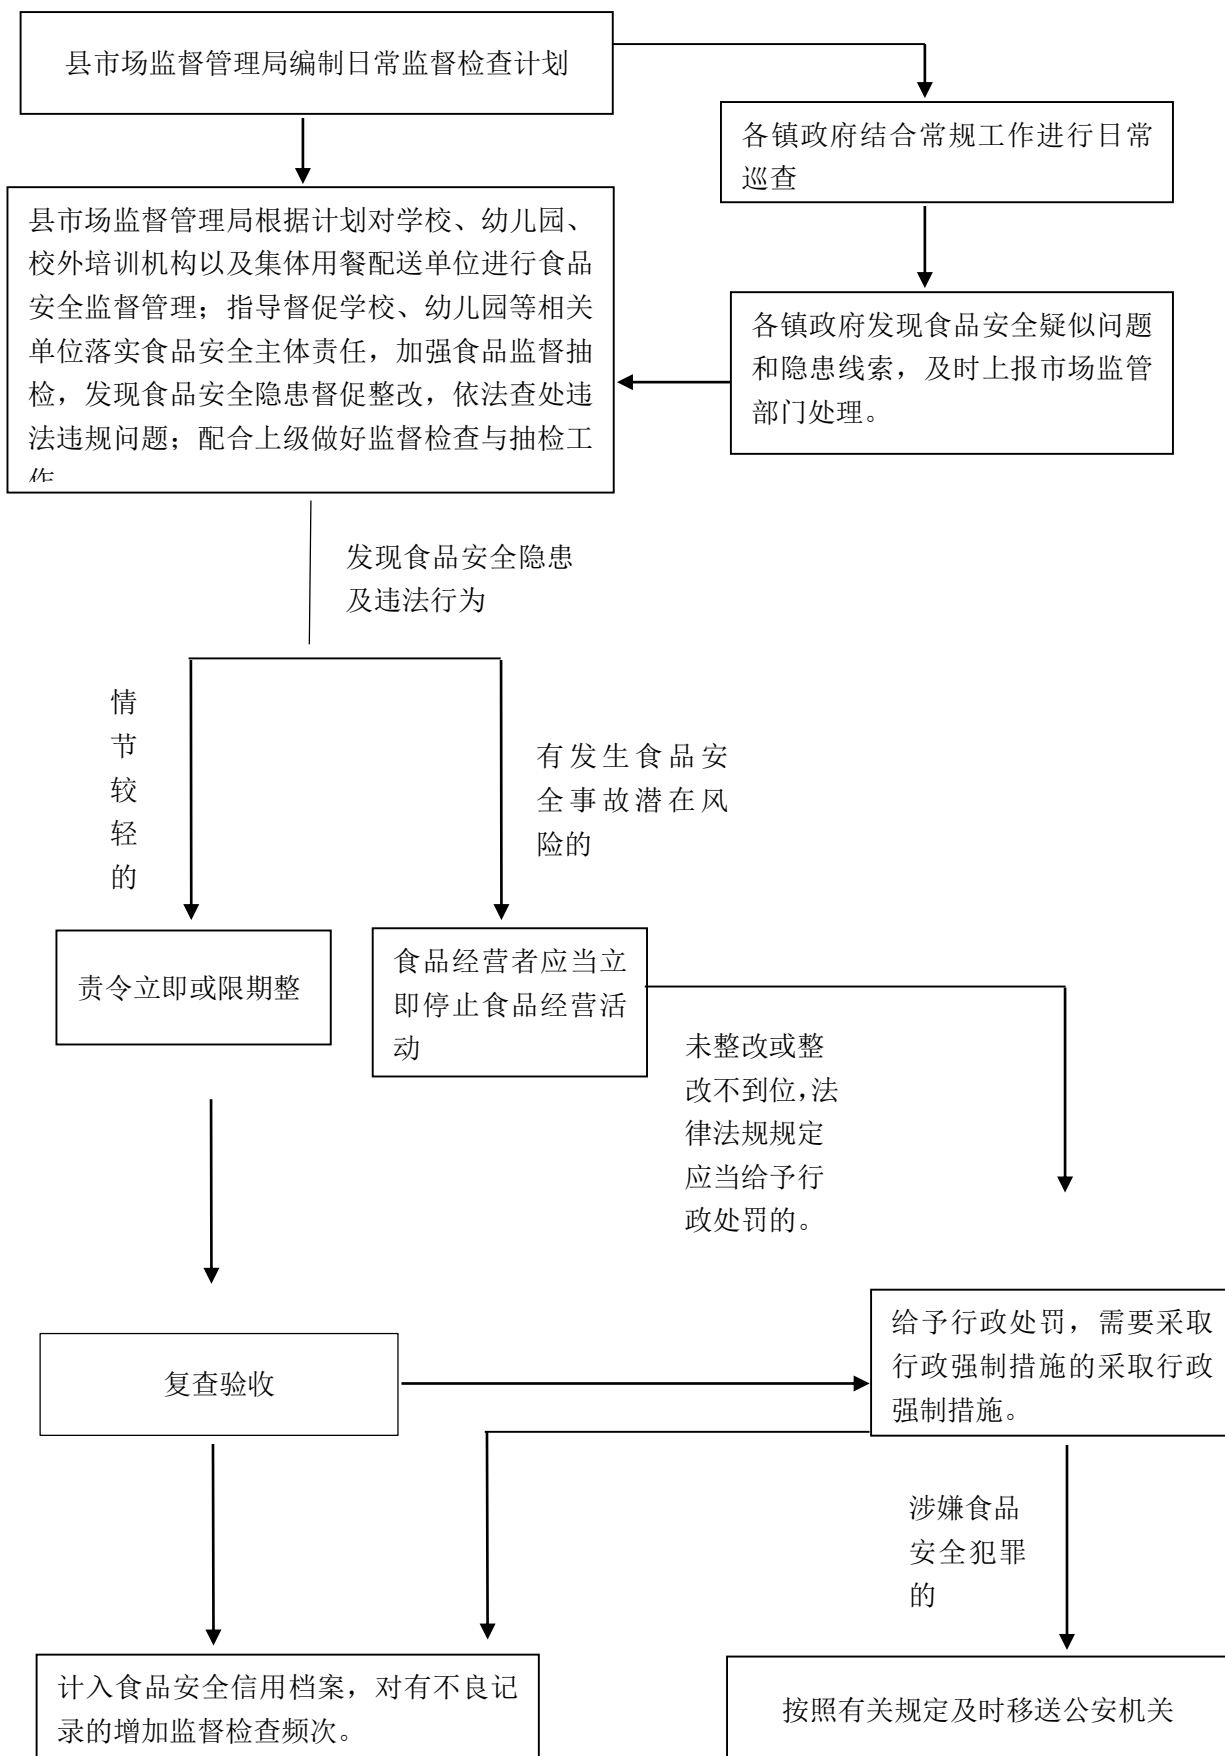 县市场监督管理局编制日常监督检查计划
各镇政府结合常规工作进行日常
巡查
县市场监督管理局根据计划对学校、幼儿园、
校外培训机构以及集体用餐配送单位进行食品
安全监督管理；指导督促学校、幼儿园等相关
单位落实食品安全主体责任，加强食品监督抽
检，发现食品安全隐患督促整改，依法查处违
法违规问题；配合上级做好监督检查与抽检工
作
各镇政府发现食品安全疑似问题
和隐患线索，及时上报市场监管
部门处理。
发现食品安全隐患
及违法行为
情
节
较
轻
的
有发生食品安
全事故潜在风
险的
责令立即或限期整
食品经营者应当立
即停止食品经营活
动
未整改或整
改不到位，法
律法规规定
应当给予行
政处罚的。
复查验收
给予行政处罚，需要采取
行政强制措施的采取行政
强制措施。
涉嫌食品
安全犯罪
的
计入食品安全信用档案，对有不良记
录的增加监督检查频次。
按照有关规定及时移送公安机关